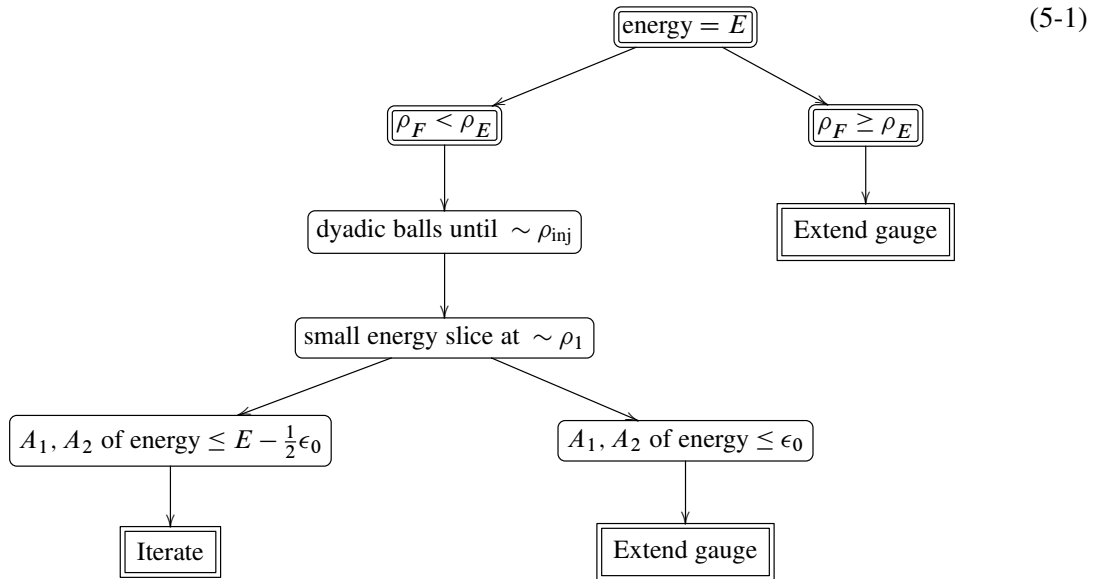 energy = E
(5-1)
ρ_F < ρ_E
ρ_F ≥ ρ_E
dyadic balls until ∼ ρ_inj
Extend gauge
small energy slice at ∼ ρ_1
A_1, A_2 of energy ≤ E − ½ε_0
A_1, A_2 of energy ≤ ε_0
Iterate
Extend gauge